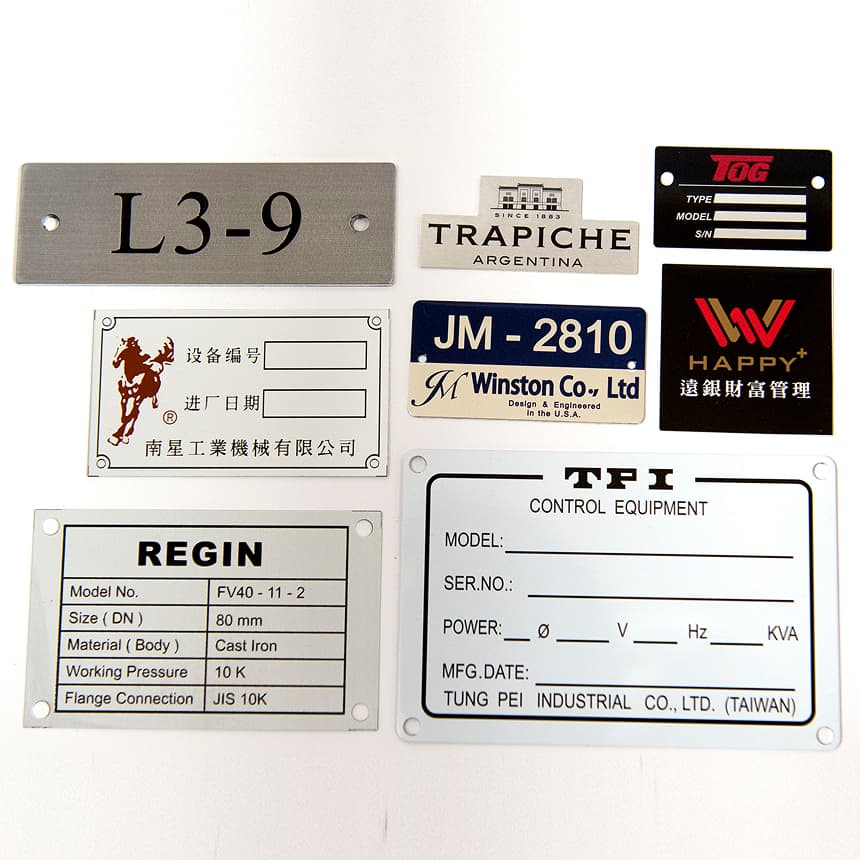 L3-9
SINCE 1883
TRAPICHE
ARGENTINA
TOG
TYPE
MODEL
S/N
设备编号
进厂日期
®
南星工業機械有限公司
JM - 2810
JM Winston Co., Ltd
Design & Engineered
in the U.S.A.
W
HAPPY+
遠銀財富管理
REGIN
Model No. FV40 - 11 - 2
Size ( DN ) 80 mm
Material ( Body ) Cast Iron
Working Pressure 10 K
Flange Connection JIS 10K
TPI
CONTROL EQUIPMENT
MODEL:
SER.NO.:
POWER: Ø V Hz KVA
MFG.DATE:
TUNG PEI INDUSTRIAL CO., LTD. (TAIWAN)